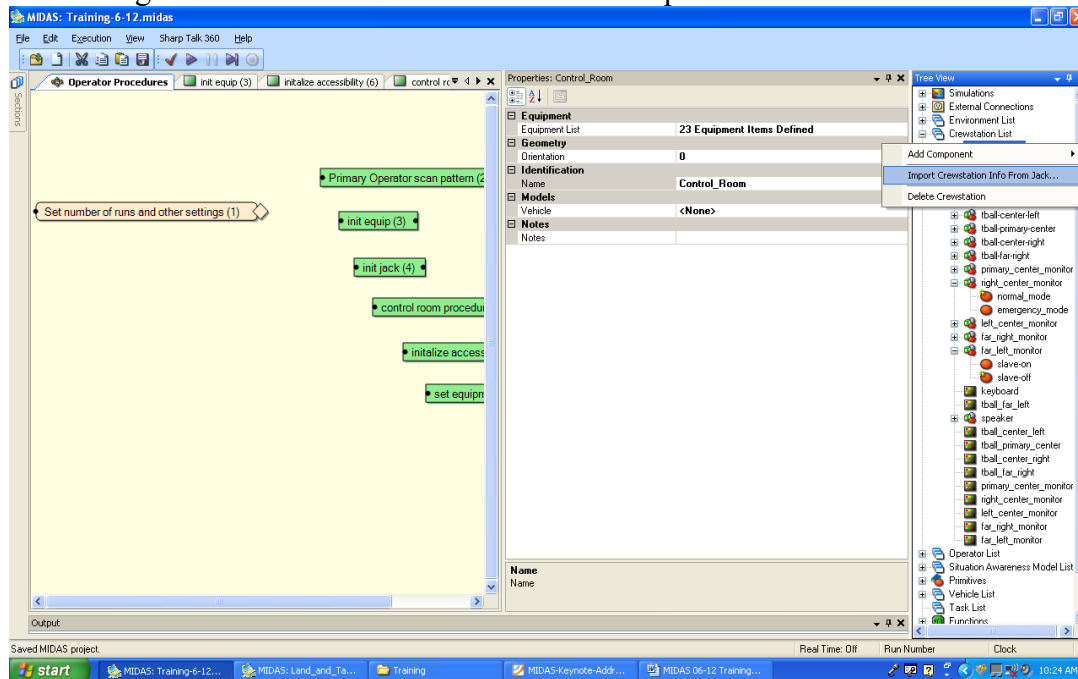 MIDAS: Training-6-12.midas
File Edit Execution View Sharp Talk 360 Help
Sections
Operator Procedures
init equip (3)
initalize accessibility (6)
control ro
Primary Operator scan pattern (2
Set number of runs and other settings (1)
init equip (3)
init jack (4)
control room procedu
initalize access
set equipm
Properties: Control_Room
Equipment
Equipment List 23 Equipment Items Defined
Geometry
Orientation 0
Identification
Name Control_Room
Models
Vehicle <None>
Notes
Notes
Name
Name
Tree View
Simulations
External Connections
Environment List
Crewstation List
Add Component
Import Crewstation Info From Jack...
Delete Crewstation
tball-center-left
tball-primary-center
tball-center-right
tball-far-right
primary_center_monitor
right_center_monitor
normal_mode
emergency_mode
left_center_monitor
far_right_monitor
far_left_monitor
slave-on
slave-off
keyboard
tball_far_left
speaker
tball_center_left
tball_primary_center
tball_center_right
tball_far_right
primary_center_monitor
right_center_monitor
left_center_monitor
far_right_monitor
far_left_monitor
Operator List
Situation Awareness Model List
Primitives
Vehicle List
Task List
Functions
Output
Saved MIDAS project.
Real Time: Off Run Number Clock
start
MIDAS: Training-6-12...
MIDAS: Land_and_Ta...
Training
MIDAS-Keynote-Addr...
MIDAS 06-12 Training...
10:24 AM